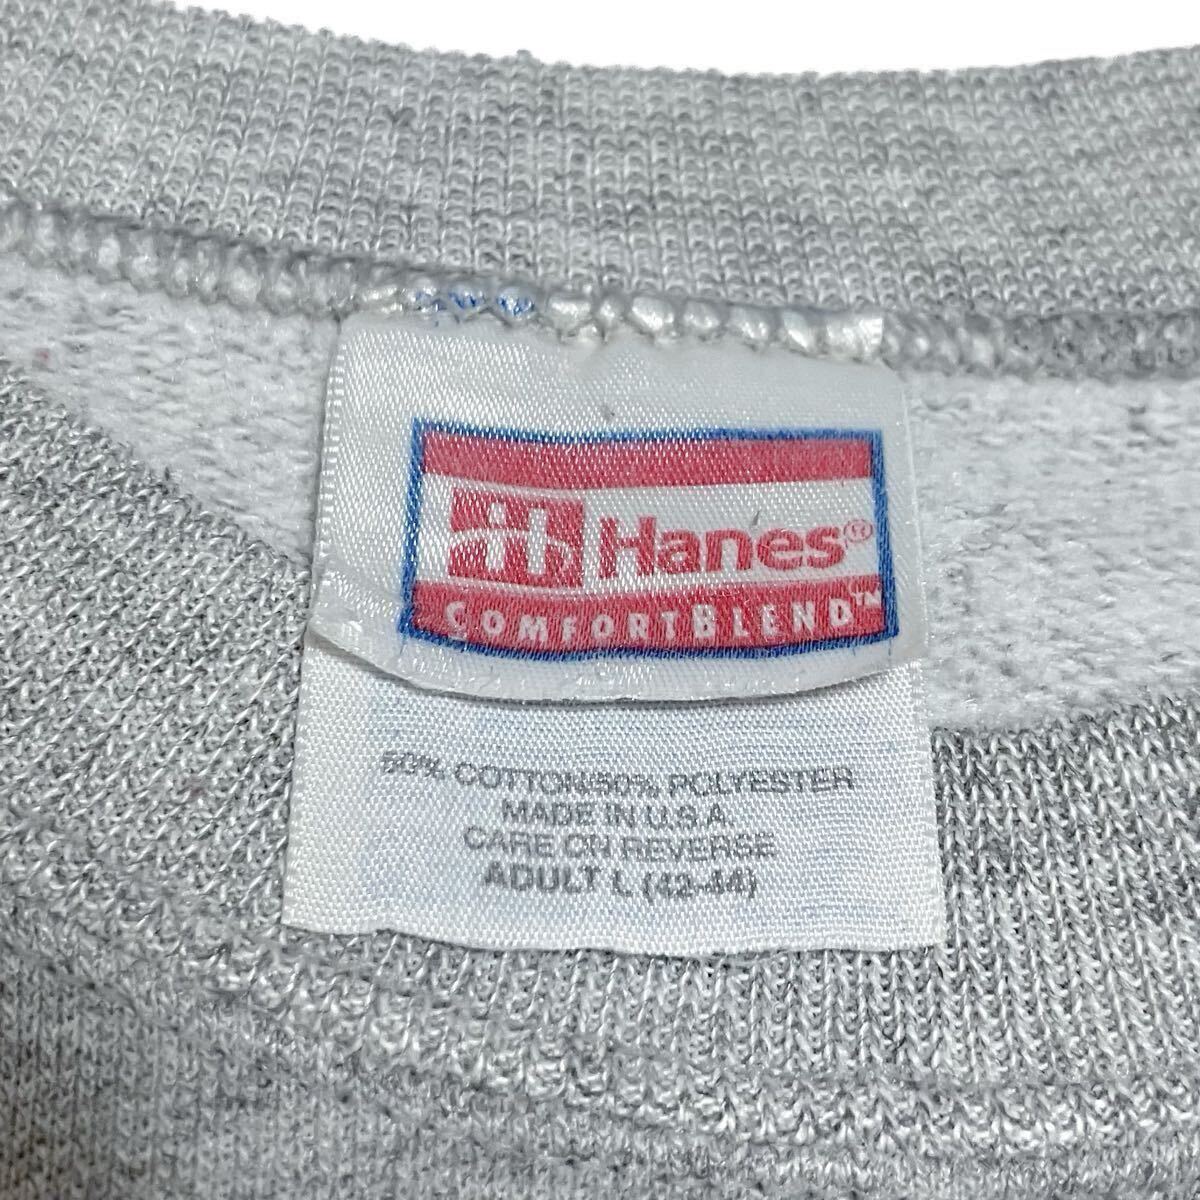 Hanes®
COMFORTBLEND™
50% COTTON/50% POLYESTER
MADE IN U.S.A.
CARE ON REVERSE
ADULT L (42-44)